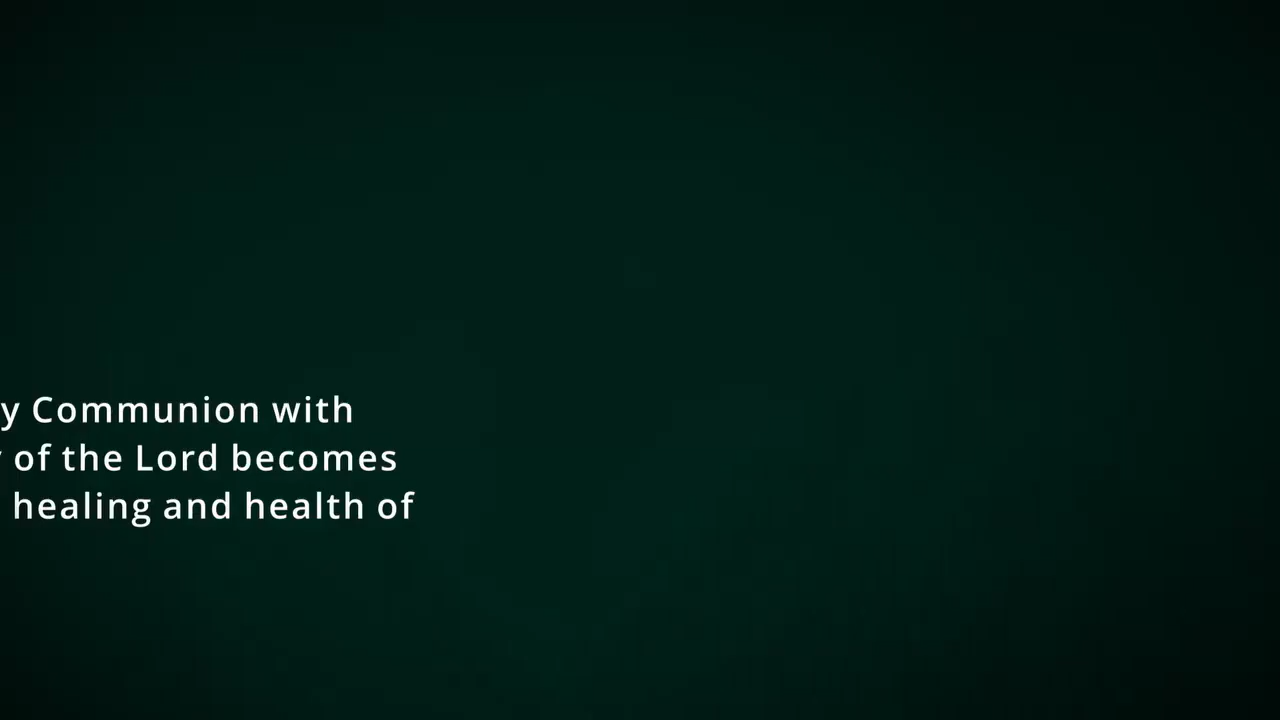 y Communion with
of the Lord becomes
healing and health of